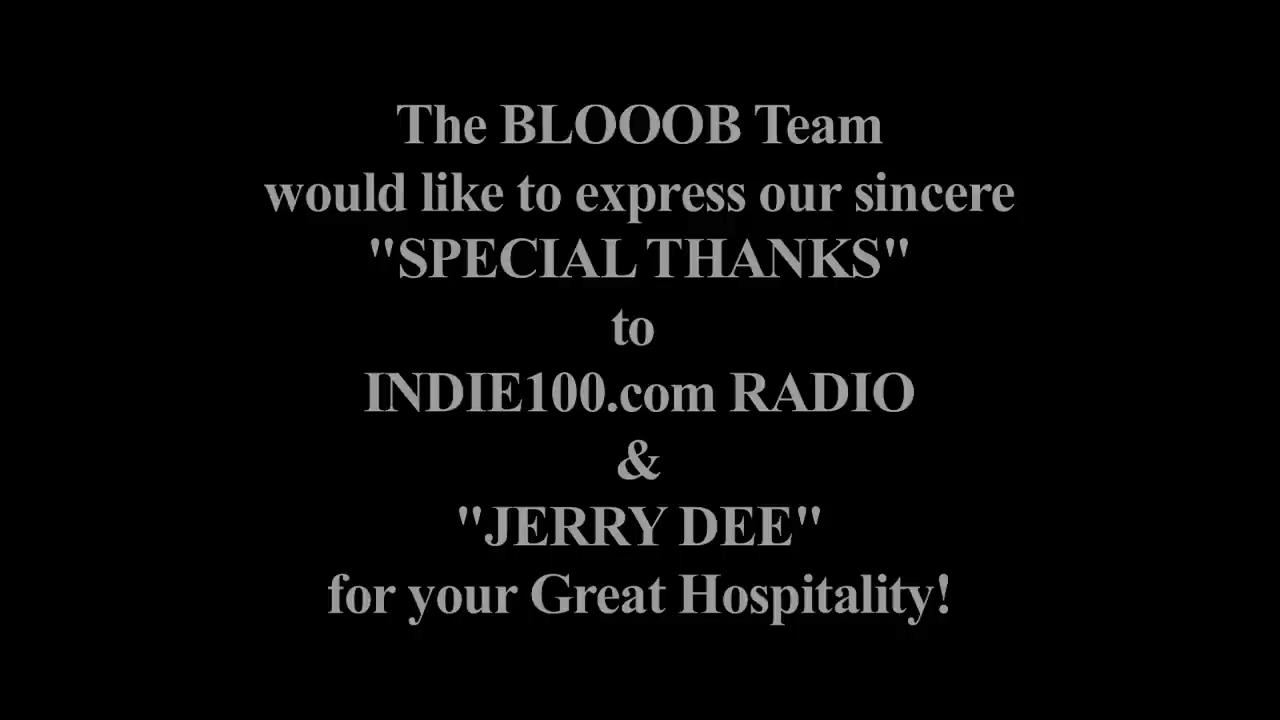 The BLOOOB Team
would like to express our sincere
"SPECIAL THANKS"
to
INDIE100.com RADIO
&
"JERRY DEE"
for your Great Hospitality!